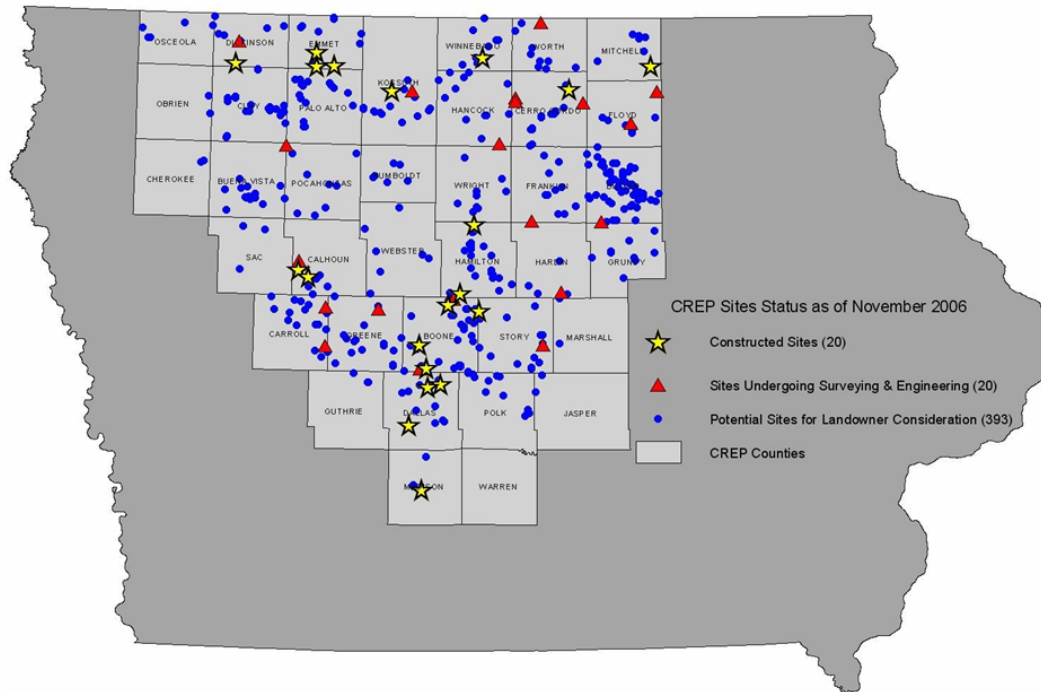 OSCEOLA
DICKINSON
EMMET
WINNEBAGO
WORTH
MITCHELL
KOSSUTH
OBRIEN
CLAY
PALO ALTO
HANCOCK
CERRO GORDO
FLOYD
CHEROKEE
BUENA VISTA
POCAHONTAS
HUMBOLDT
WRIGHT
FRANKLIN
BUTLER
SAC
CALHOUN
WEBSTER
HAMILTON
HARDIN
GRUNDY
CREP Sites Status as of November 2006
CARROLL
GREENE
BOONE
STORY
MARSHALL
Constructed Sites (20)
Sites Undergoing Surveying & Engineering (20)
GUTHRIE
DALLAS
POLK
JASPER
Potential Sites for Landowner Consideration (393)
CREP Counties
MADISON
WARREN